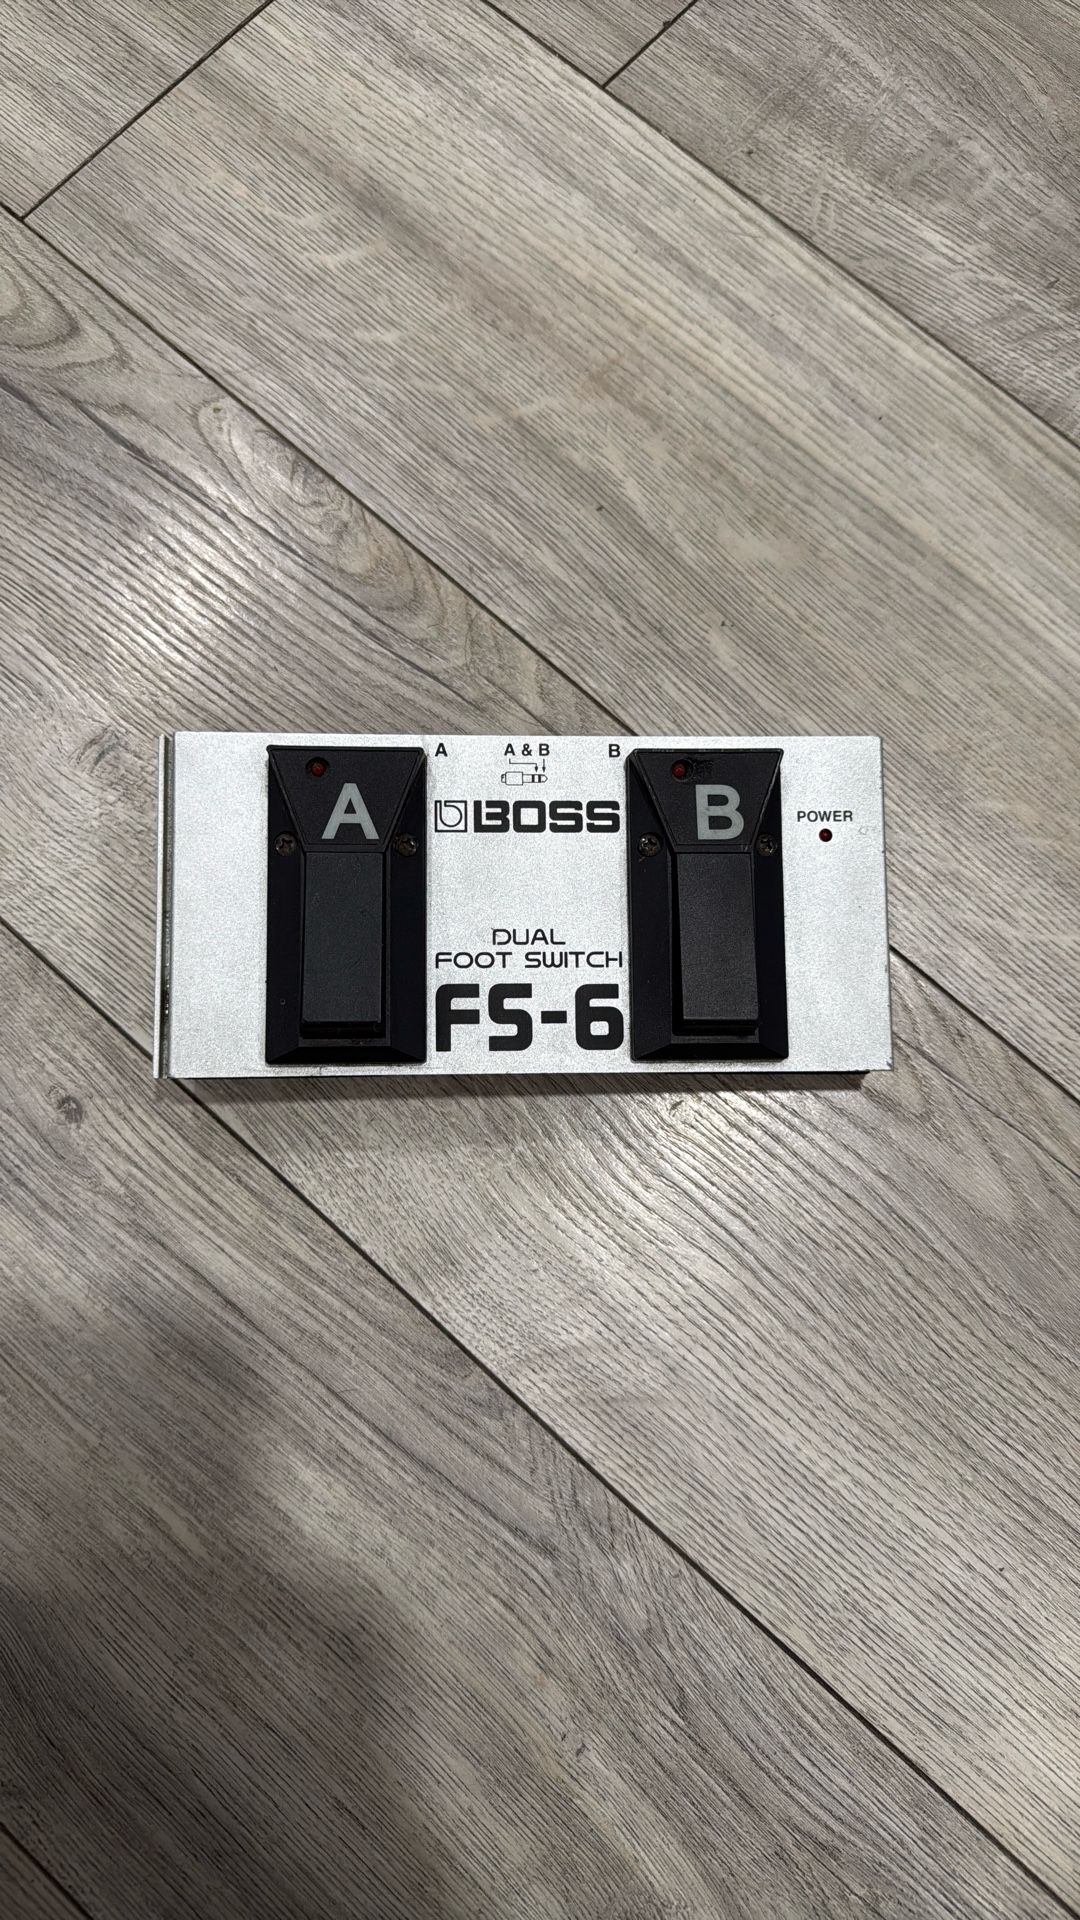 A A & B B
BOSS
A B
POWER
DUAL
FOOT SWITCH
FS-6